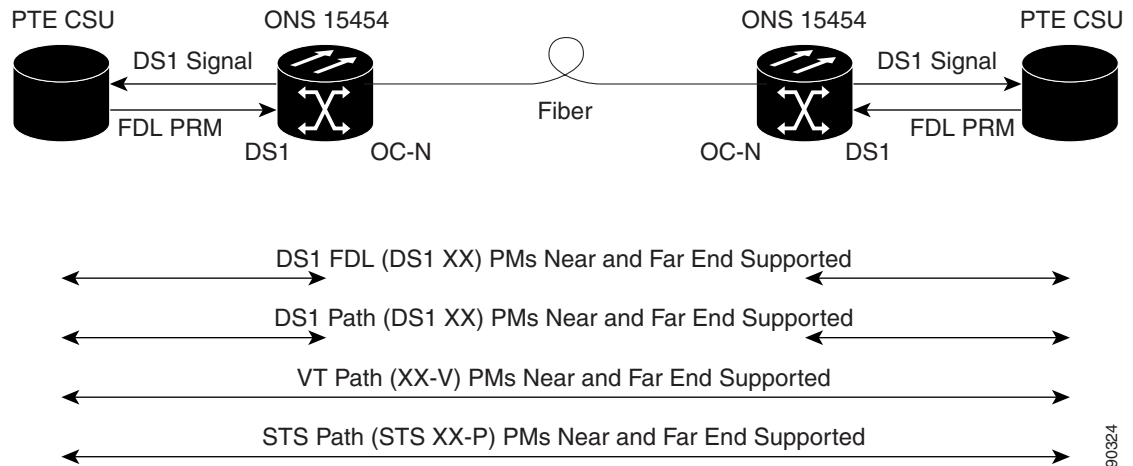 PTE CSU
ONS 15454
ONS 15454
PTE CSU
DS1 Signal
DS1 Signal
Fiber
FDL PRM
FDL PRM
DS1
OC-N
OC-N
DS1
DS1 FDL (DS1 XX) PMs Near and Far End Supported
DS1 Path (DS1 XX) PMs Near and Far End Supported
VT Path (XX-V) PMs Near and Far End Supported
STS Path (STS XX-P) PMs Near and Far End Supported
90324